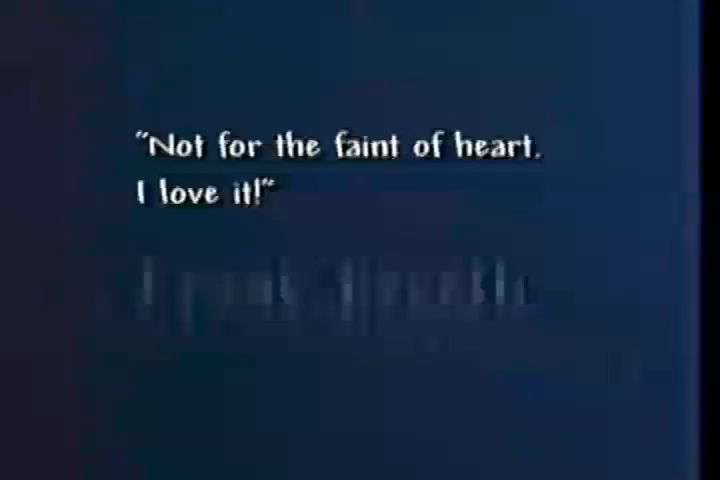 "Not for the faint of heart.
I love it!"